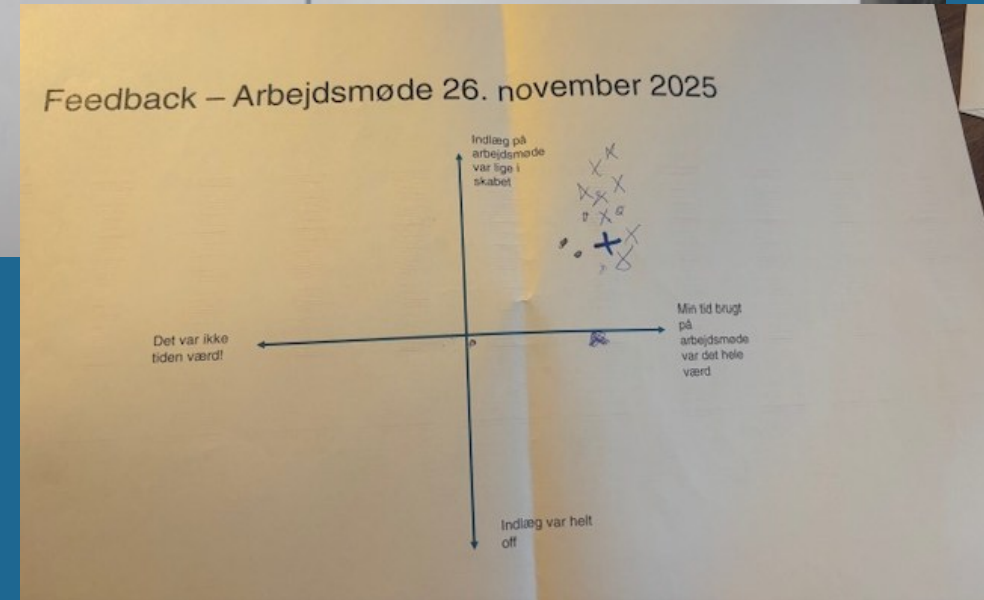 Feedback – Arbejdsmøde 26. november 2025
Indlæg på
arbejdsmøde
var lige i
skabet
Det var ikke
tiden værd!
Min tid brugt
på
arbejdsmøde
var det hele
værd
Indlæg var helt
off